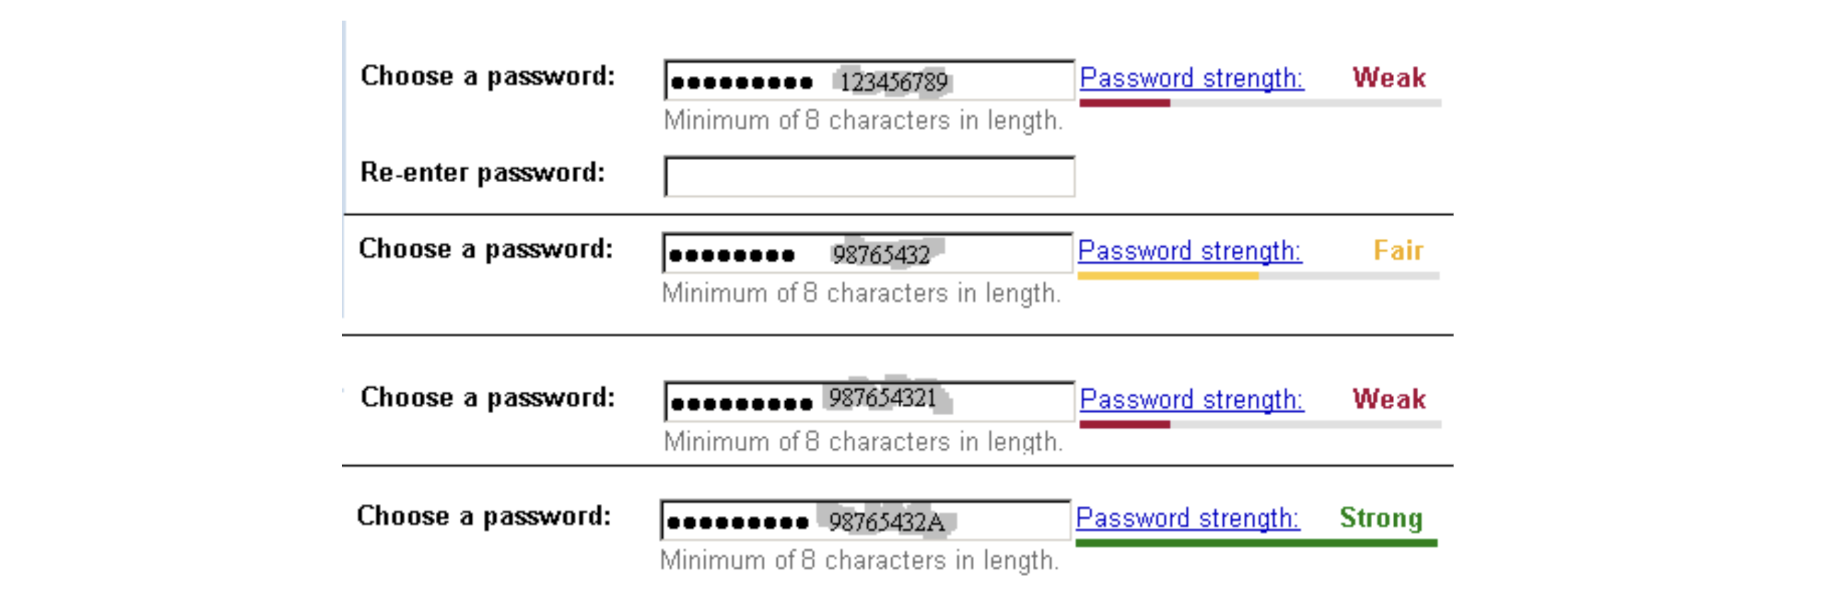 Choose a password: ●●●●●●●●● 123456789 Password strength: Weak
Minimum of 8 characters in length.
Re-enter password:
Choose a password: ●●●●●●●● 98765432 Password strength: Fair
Minimum of 8 characters in length.
Choose a password: ●●●●●●●●● 987654321 Password strength: Weak
Minimum of 8 characters in length.
Choose a password: ●●●●●●●●● 98765432A Password strength: Strong
Minimum of 8 characters in length.